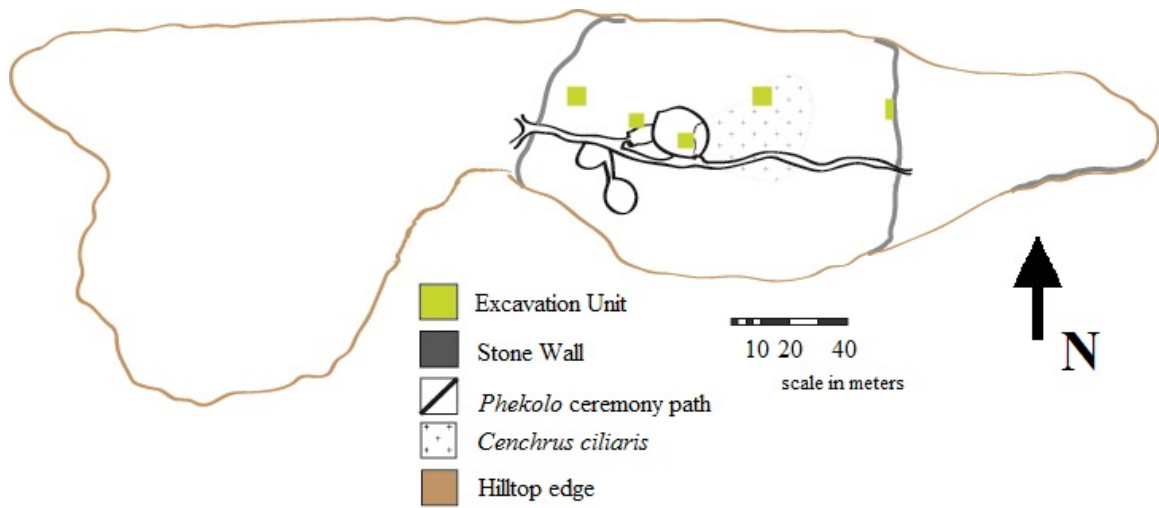 Excavation Unit
Stone Wall
Phekolo ceremony path
Cenchrus ciliaris
Hilltop edge
10 20 40
scale in meters
N